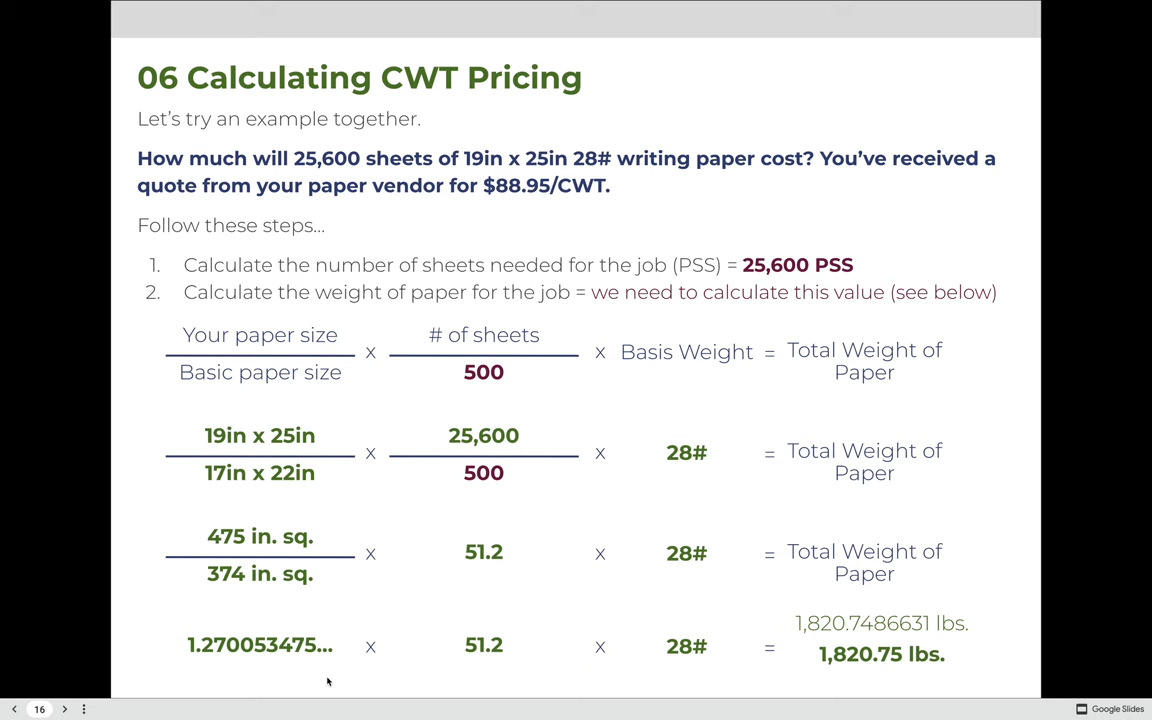 06 Calculating CWT Pricing
Let's try an example together.
How much will 25,600 sheets of 19in x 25in 28# writing paper cost? You've received a
quote from your paper vendor for $88.95/CWT.
Follow these steps...
1. Calculate the number of sheets needed for the job (PSS) = 25,600 PSS
2. Calculate the weight of paper for the job = we need to calculate this value (see below)
Your paper size
Basic paper size
x
# of sheets
500
x
Basis Weight
=
Total Weight of
Paper
19in x 25in
17in x 22in
x
25,600
500
x
28#
=
Total Weight of
Paper
475 in. sq.
374 in. sq.
x
51.2
x
28#
=
Total Weight of
Paper
1.270053475...
x
51.2
x
28#
=
1,820.7486631 lbs.
1,820.75 lbs.
16
Google Slides